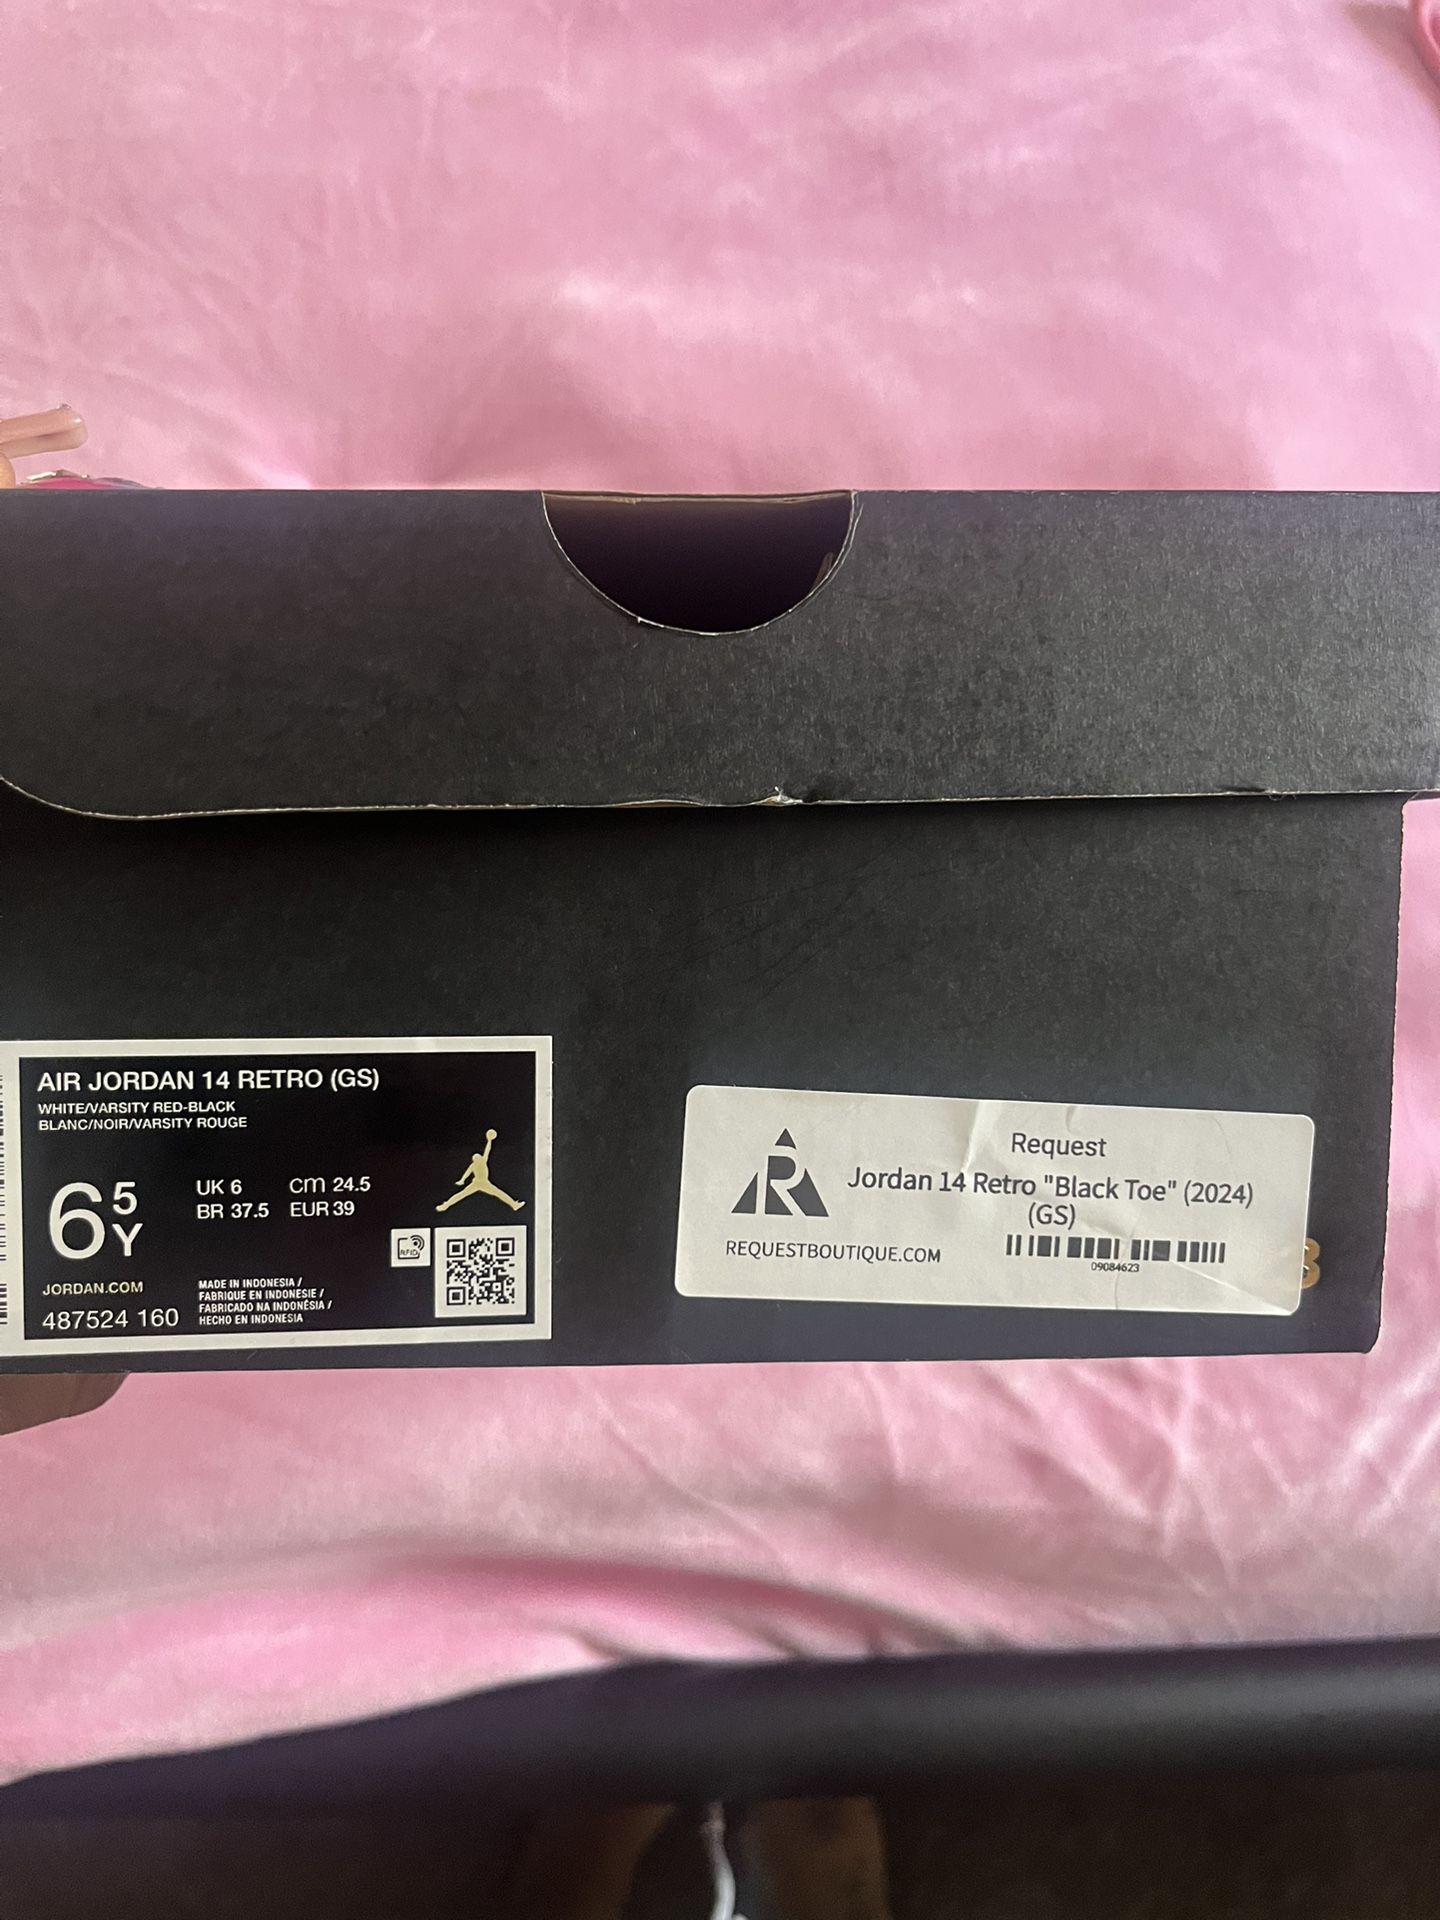 AIR JORDAN 14 RETRO (GS)
WHITE/VARSITY RED-BLACK
BLANC/NOIR/VARSITY ROUGE
6 5 Y
UK 6 cm 24.5
BR 37.5 EUR 39
RFID
JORDAN.COM
487524 160
MADE IN INDONESIA /
FABRIQUE EN INDONESIE /
FABRICADO NA INDONÉSIA /
HECHO EN INDONESIA
R
REQUESTBOUTIQUE.COM
Request
Jordan 14 Retro "Black Toe" (2024)
(GS)
09084623